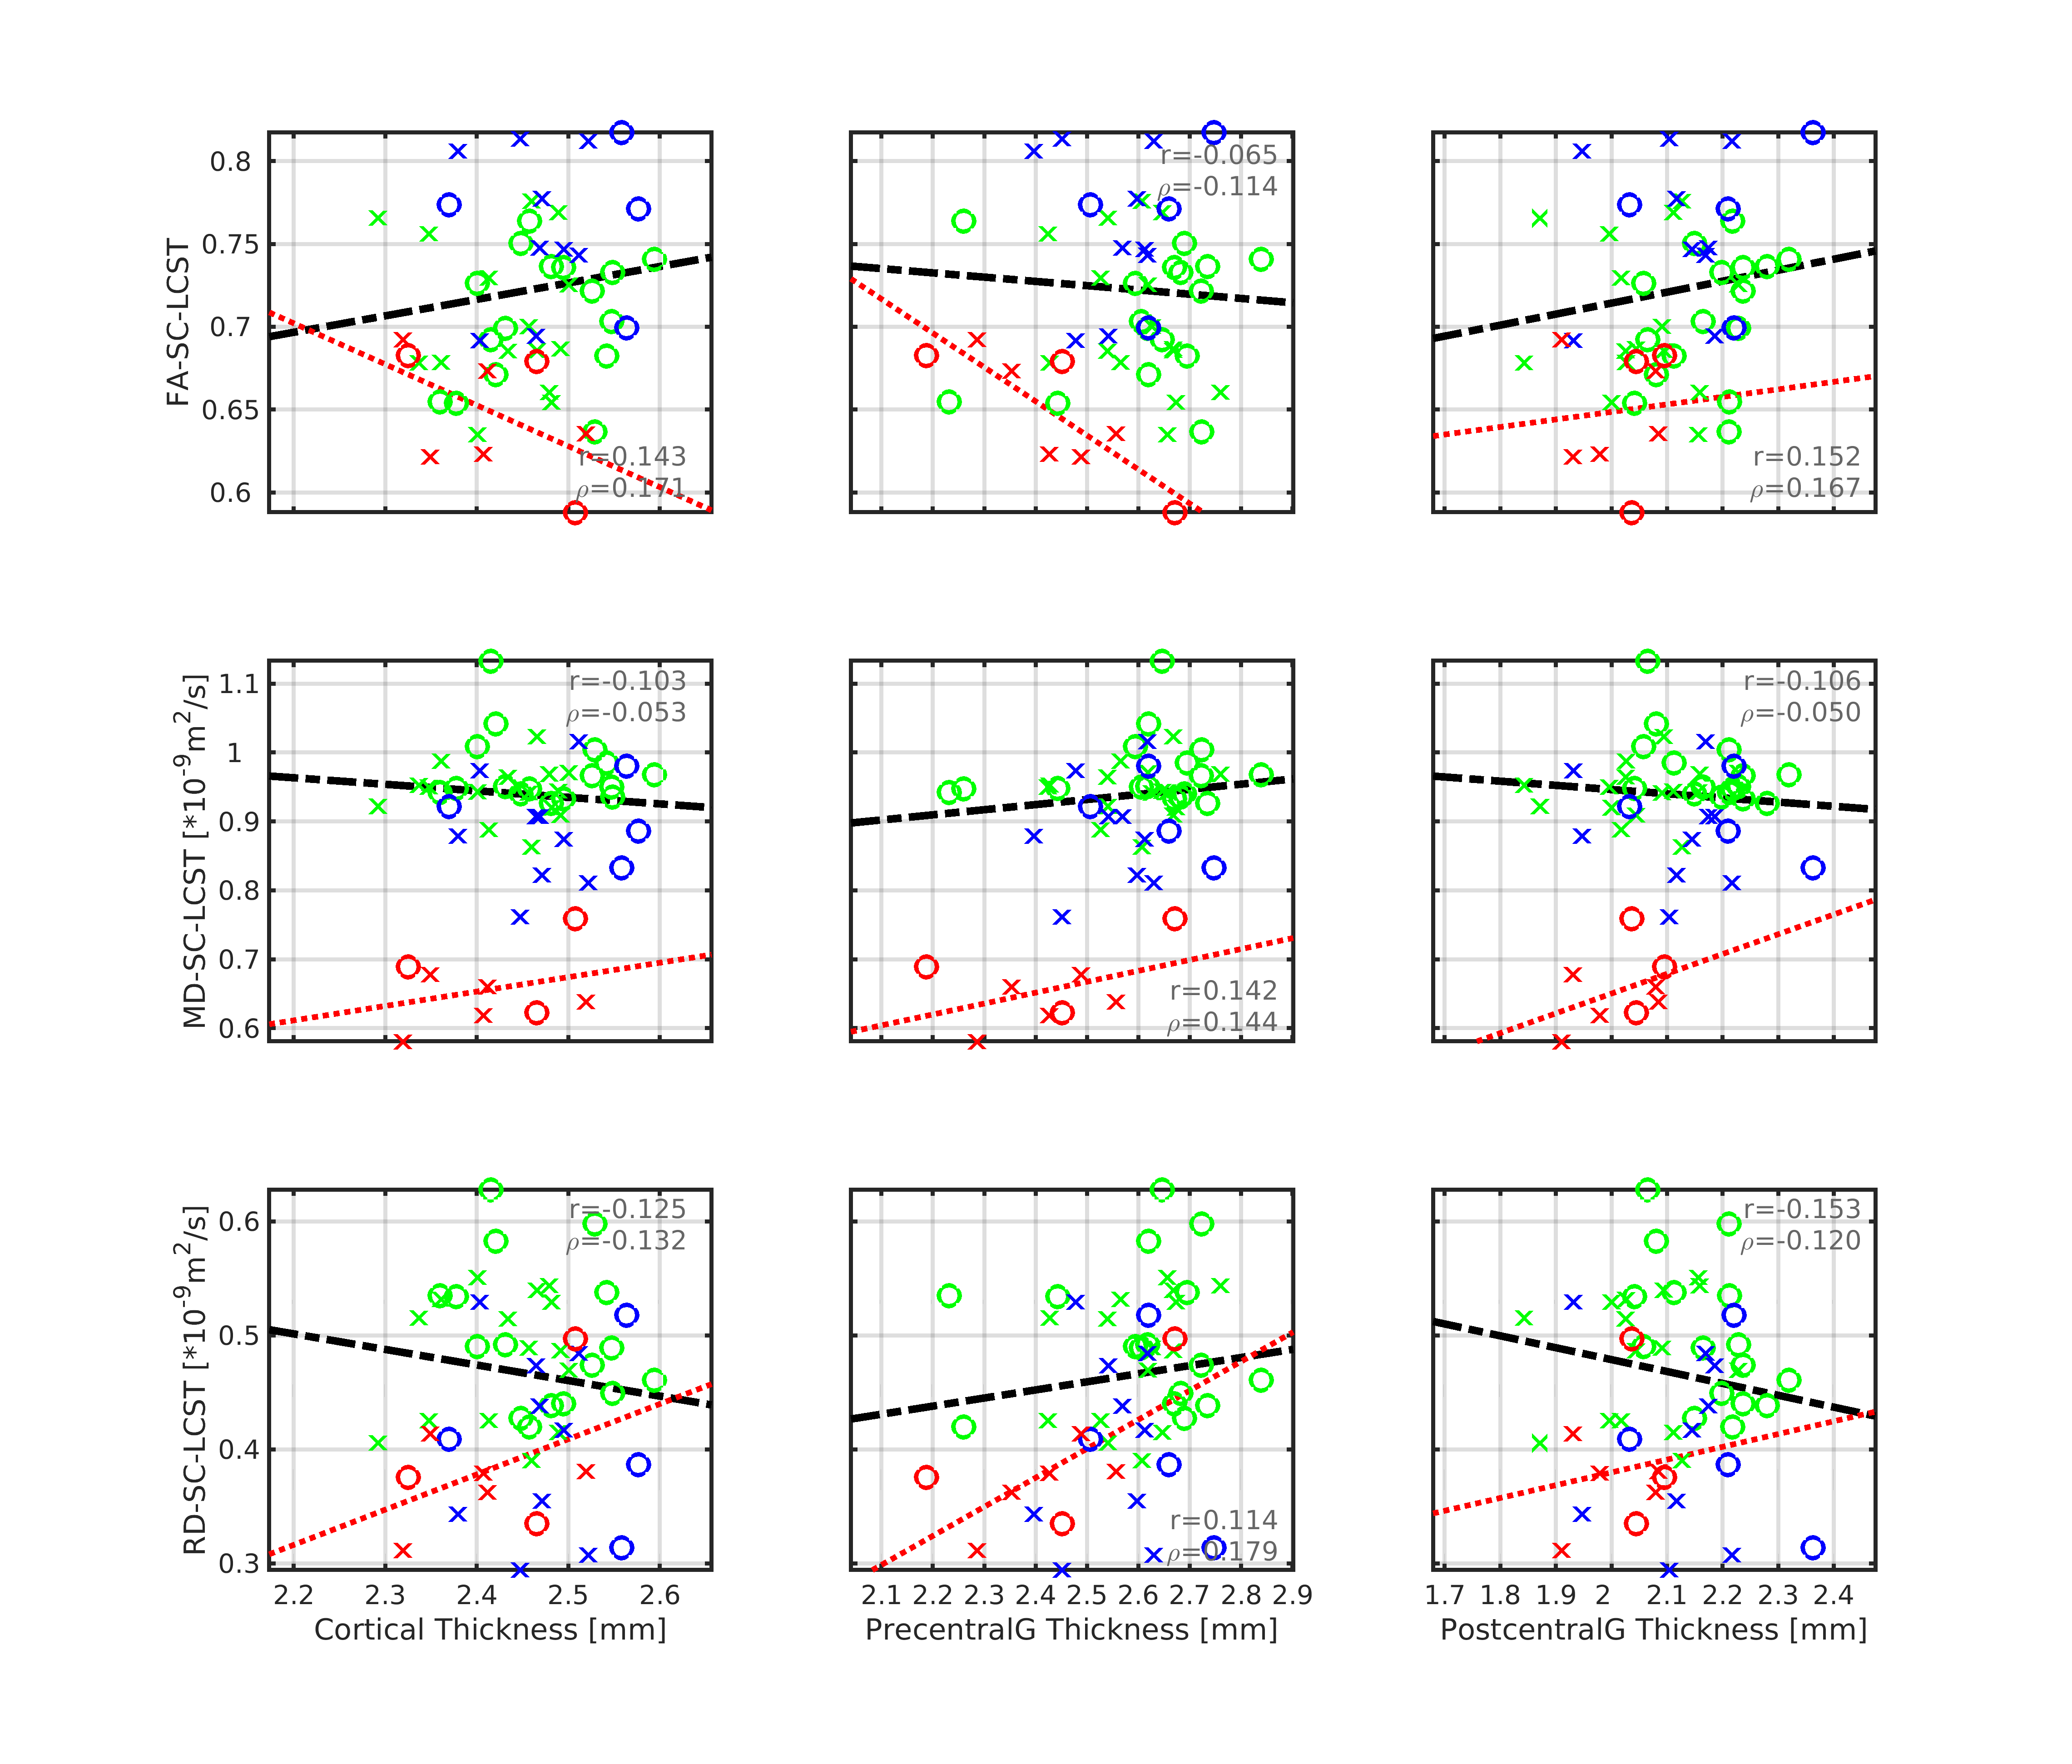 FA-SC-LCST
0.8
0.75
0.7
0.65
0.6
r=0.143
ρ=0.171
r=-0.065
ρ=-0.114
r=0.152
ρ=0.167
MD-SC-LCST [*10⁻⁹m²/s]
1.1
1
0.9
0.8
0.7
0.6
r=-0.103
ρ=-0.053
r=0.142
ρ=0.144
r=-0.106
ρ=-0.050
RD-SC-LCST [*10⁻⁹m²/s]
0.6
0.5
0.4
0.3
r=-0.125
ρ=-0.132
r=0.114
ρ=0.179
r=-0.153
ρ=-0.120
2.2 2.3 2.4 2.5 2.6
Cortical Thickness [mm]
2.1 2.2 2.3 2.4 2.5 2.6 2.7 2.8 2.9
PrecentralG Thickness [mm]
1.7 1.8 1.9 2 2.1 2.2 2.3 2.4
PostcentralG Thickness [mm]